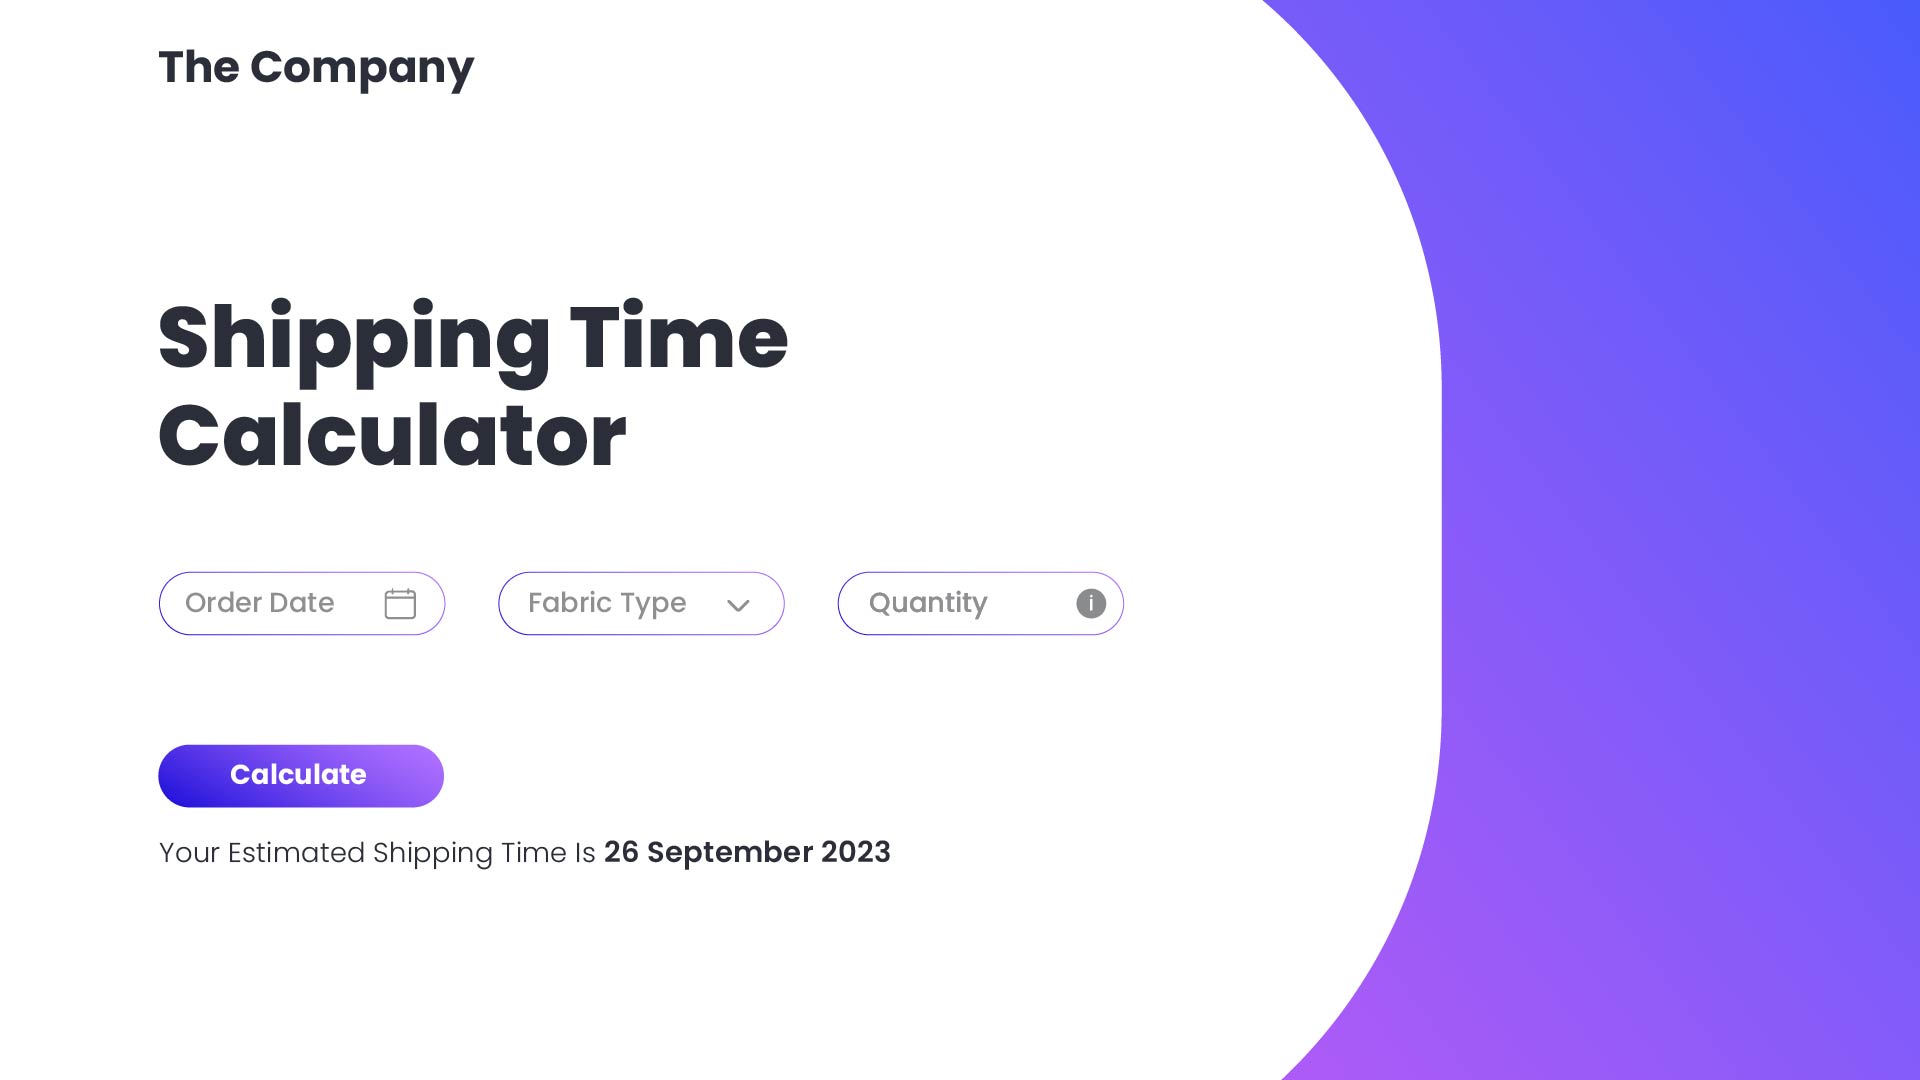 The Company
Shipping Time
Calculator
Order Date
Fabric Type
Quantity
i
Calculate
Your Estimated Shipping Time Is 26 September 2023